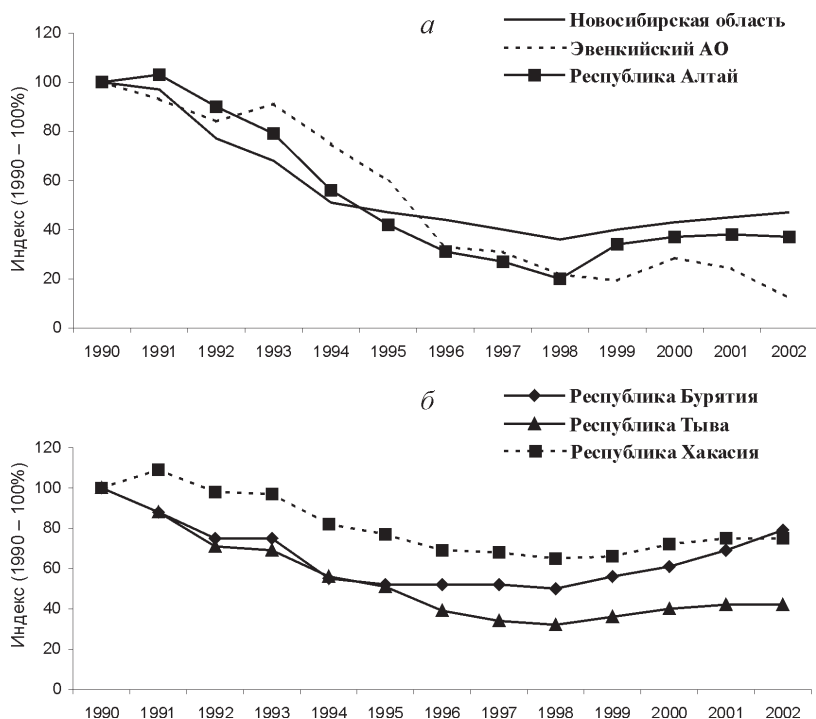 а
Новосибирская область
Эвенкийский АО
Республика Алтай
Индекс (1990 – 100%)
120
100
80
60
40
20
0
1990 1991 1992 1993 1994 1995 1996 1997 1998 1999 2000 2001 2002
б
Республика Бурятия
Республика Тыва
Республика Хакасия
Индекс (1990 – 100%)
120
100
80
60
40
20
0
1990 1991 1992 1993 1994 1995 1996 1997 1998 1999 2000 2001 2002